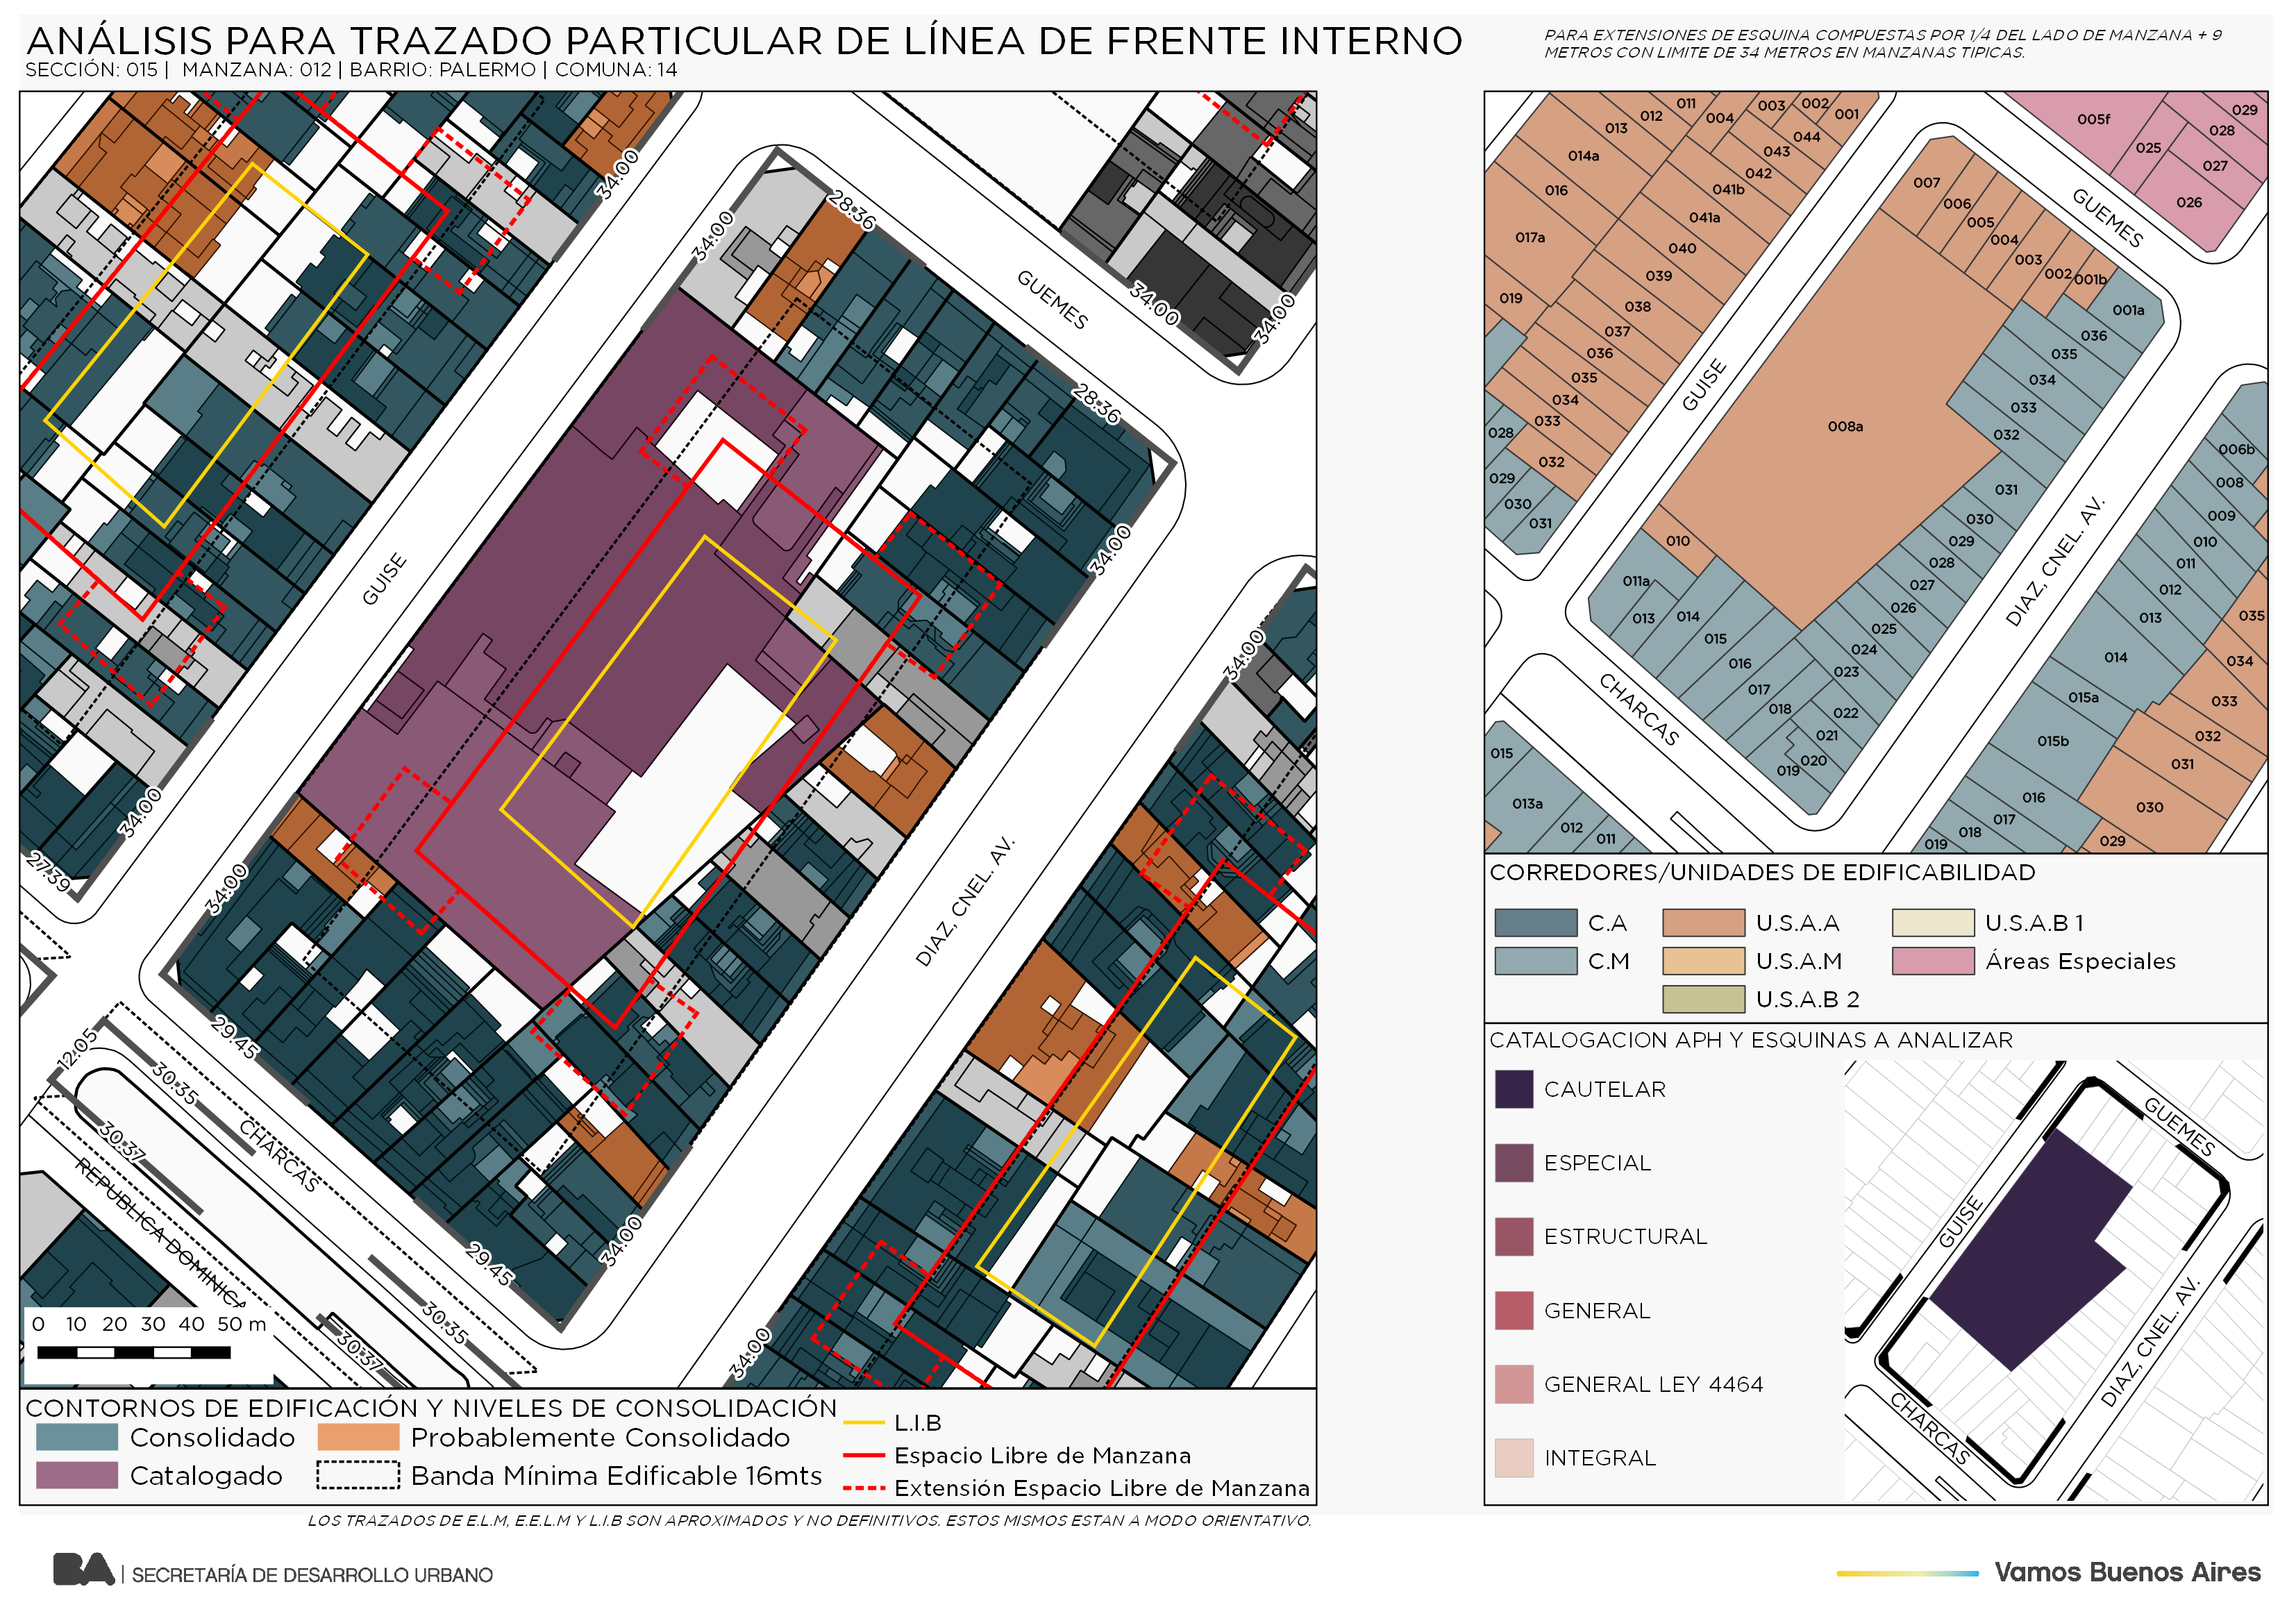 ANÁLISIS PARA TRAZADO PARTICULAR DE LÍNEA DE FRENTE INTERNO
SECCIÓN: 015 | MANZANA: 012 | BARRIO: PALERMO | COMUNA: 14
PARA EXTENSIONES DE ESQUINA COMPUESTAS POR 1/4 DEL LADO DE MANZANA + 9
METROS CON LIMITE DE 34 METROS EN MANZANAS TIPICAS.
34.00
34.00
28.36
GUEMES
34.00
34.00
28.36
34.00
GUISE
34.00
34.00
27.39
34.00
DIAZ, CNEL. AV.
29.45
12.05
30.35
CHARCAS
30.37
REPUBLICA DOMINICA
29.45
34.00
30.35
30.37
34.00
0 10 20 30 40 50 m
CONTORNOS DE EDIFICACIÓN Y NIVELES DE CONSOLIDACIÓN
Consolidado
Probablemente Consolidado
Catalogado
Banda Mínima Edificable 16mts
L.I.B
Espacio Libre de Manzana
Extensión Espacio Libre de Manzana
LOS TRAZADOS DE E.L.M, E.E.L.M Y L.I.B SON APROXIMADOS Y NO DEFINITIVOS. ESTOS MISMOS ESTAN A MODO ORIENTATIVO.
011
003
002
001
012
004
044
013
043
014a
042
016
041b
041a
017a
040
039
019
038
037
036
035
034
033
028
032
029
030
031
005f
029
028
025
027
026
GUEMES
007
006
005
004
003
002
001b
001a
036
035
034
033
032
008a
GUISE
031
030
029
028
027
026
025
024
023
022
021
020
019
018
017
016
015
014
013
011a
010
CHARCAS
DIAZ, CNEL. AV.
006b
008
009
010
011
012
013
014
015a
015b
016
017
018
019
035
034
033
032
031
030
029
015
013a
012
011
CORREDORES/UNIDADES DE EDIFICABILIDAD
C.A
U.S.A.A
U.S.A.B 1
C.M
U.S.A.M
Áreas Especiales
U.S.A.B 2
CATALOGACION APH Y ESQUINAS A ANALIZAR
CAUTELAR
ESPECIAL
ESTRUCTURAL
GENERAL
GENERAL LEY 4464
INTEGRAL
GUEMES
GUISE
DIAZ, CNEL. AV.
CHARCAS
BA | SECRETARÍA DE DESARROLLO URBANO
Vamos Buenos Aires